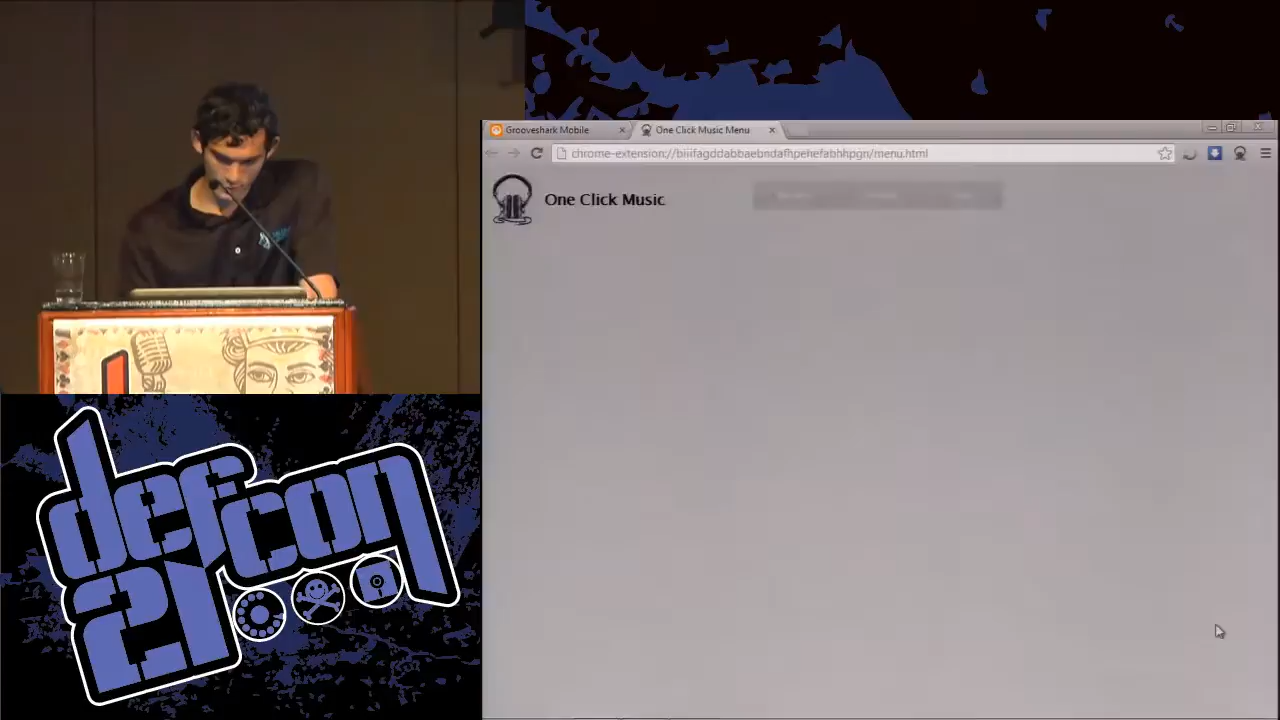 Grooveshark Mobile
One Click Music Menu
chrome-extension://biiifagddabbaebndafhpehefabhhpgn/menu.html
One Click Music
defcon
21